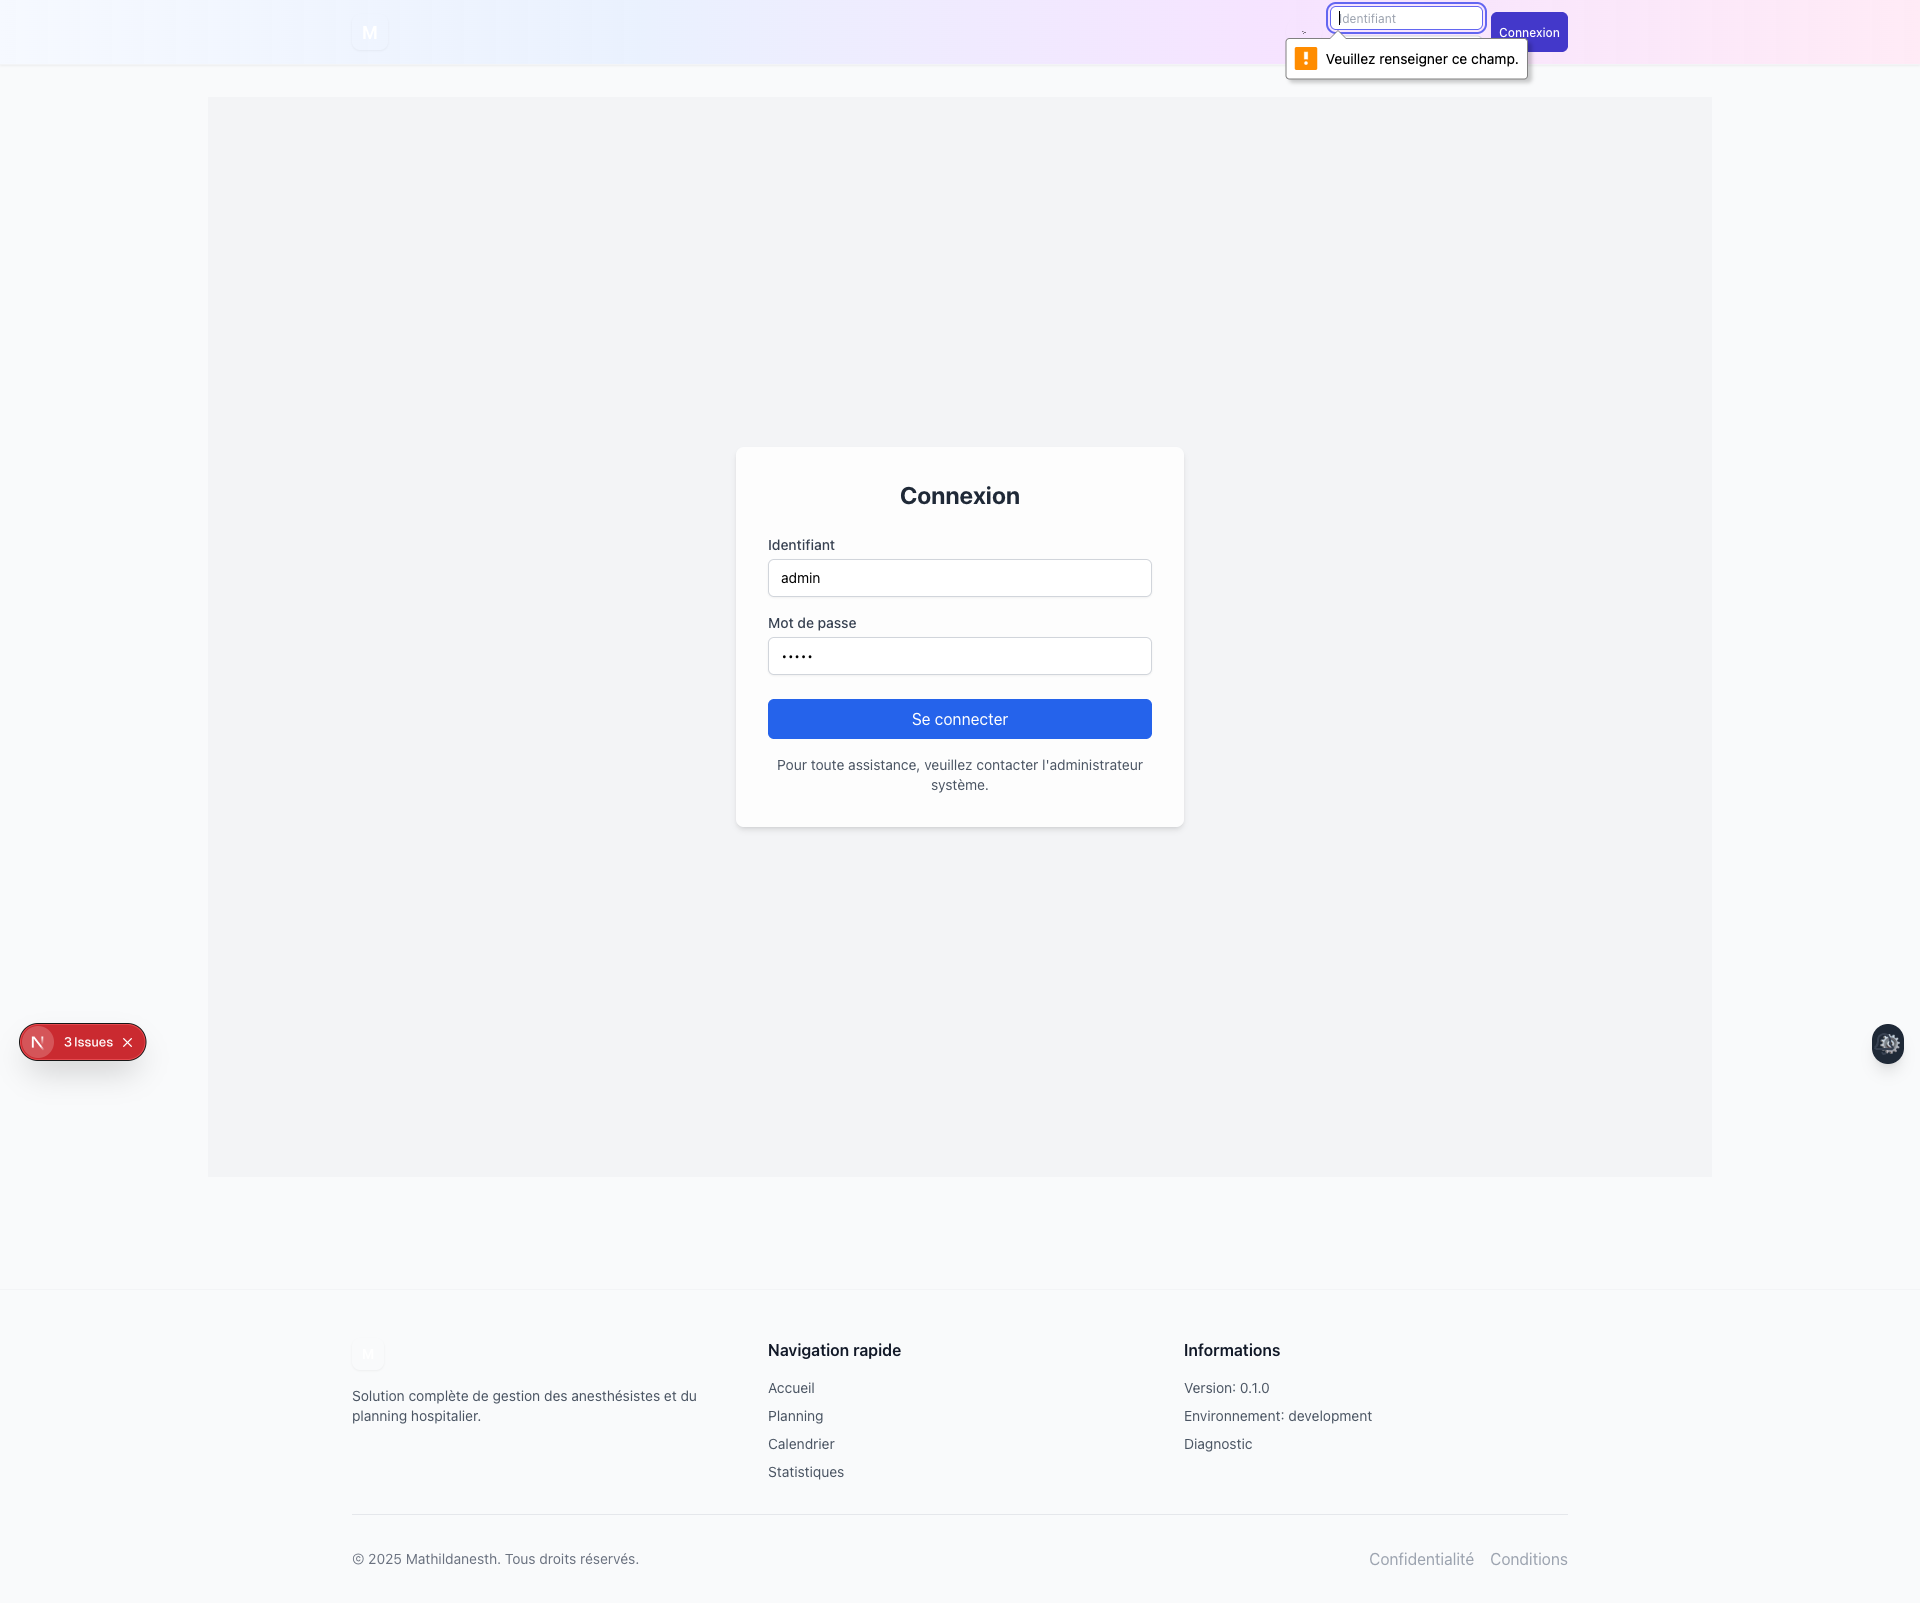 M
Identifiant
Connexion
Veuillez renseigner ce champ.
Connexion
Identifiant
admin
Mot de passe
•••••
Se connecter
Pour toute assistance, veuillez contacter l'administrateur
système.
3 Issues
M
Solution complète de gestion des anesthésistes et du
planning hospitalier.
Navigation rapide
Accueil
Planning
Calendrier
Statistiques
Informations
Version: 0.1.0
Environnement: development
Diagnostic
© 2025 Mathildanesth. Tous droits réservés.
Confidentialité Conditions